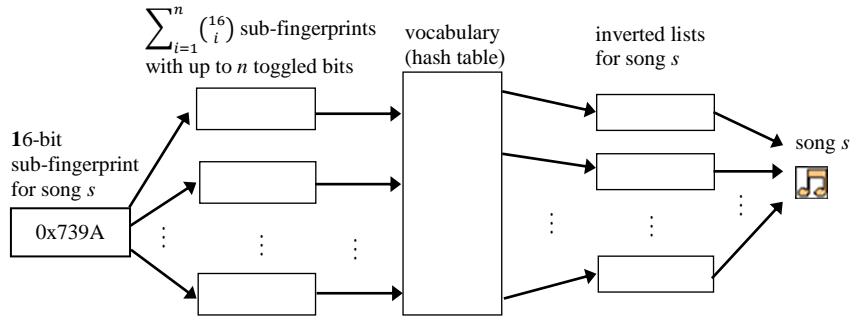 ∑_{i=1}^{n} (16 i) sub-fingerprints
with up to n toggled bits
vocabulary
(hash table)
inverted lists
for song s
16-bit
sub-fingerprint
for song s
0x739A
song s